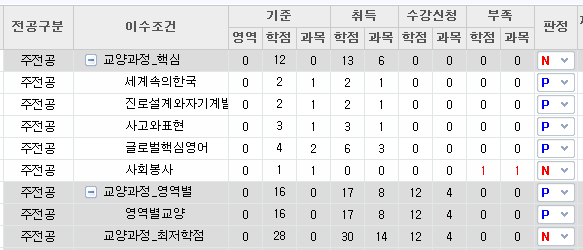 전공구분 이수조건 기준 취득 수강신청 부족 판정
영역 학점 과목 학점 과목 학점 과목 학점 과목
주전공 교양과정_핵심 0 12 0 13 6 0 0 0 0 N
주전공 세계속의한국 0 2 1 2 1 0 0 0 0 P
주전공 진로설계와자기계발 0 2 1 2 1 0 0 0 0 P
주전공 사고와표현 0 3 1 3 1 0 0 0 0 P
주전공 글로벌핵심영어 0 4 2 6 3 0 0 0 0 P
주전공 사회봉사 0 1 1 0 0 0 0 1 1 N
주전공 교양과정_영역별 0 16 0 17 8 12 4 0 0 P
주전공 영역별교양 0 16 0 17 8 12 4 0 0 P
주전공 교양과정_최저학점 0 28 0 30 14 12 4 0 0 N